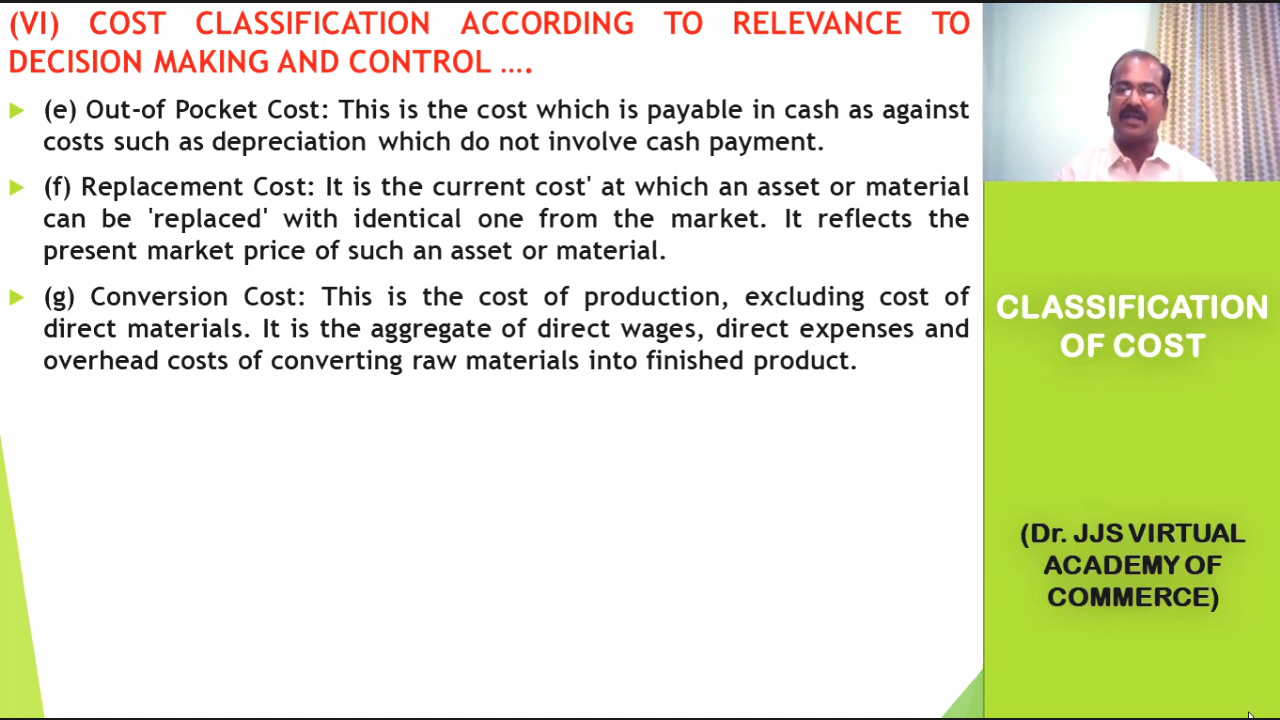 (VI) COST CLASSIFICATION ACCORDING TO RELEVANCE TO
DECISION MAKING AND CONTROL ....
(e) Out-of Pocket Cost: This is the cost which is payable in cash as against
costs such as depreciation which do not involve cash payment.
(f) Replacement Cost: It is the current cost' at which an asset or material
can be 'replaced' with identical one from the market. It reflects the
present market price of such an asset or material.
(g) Conversion Cost: This is the cost of production, excluding cost of
direct materials. It is the aggregate of direct wages, direct expenses and
overhead costs of converting raw materials into finished product.
CLASSIFICATION
OF COST
(Dr. JJS VIRTUAL
ACADEMY OF
COMMERCE)